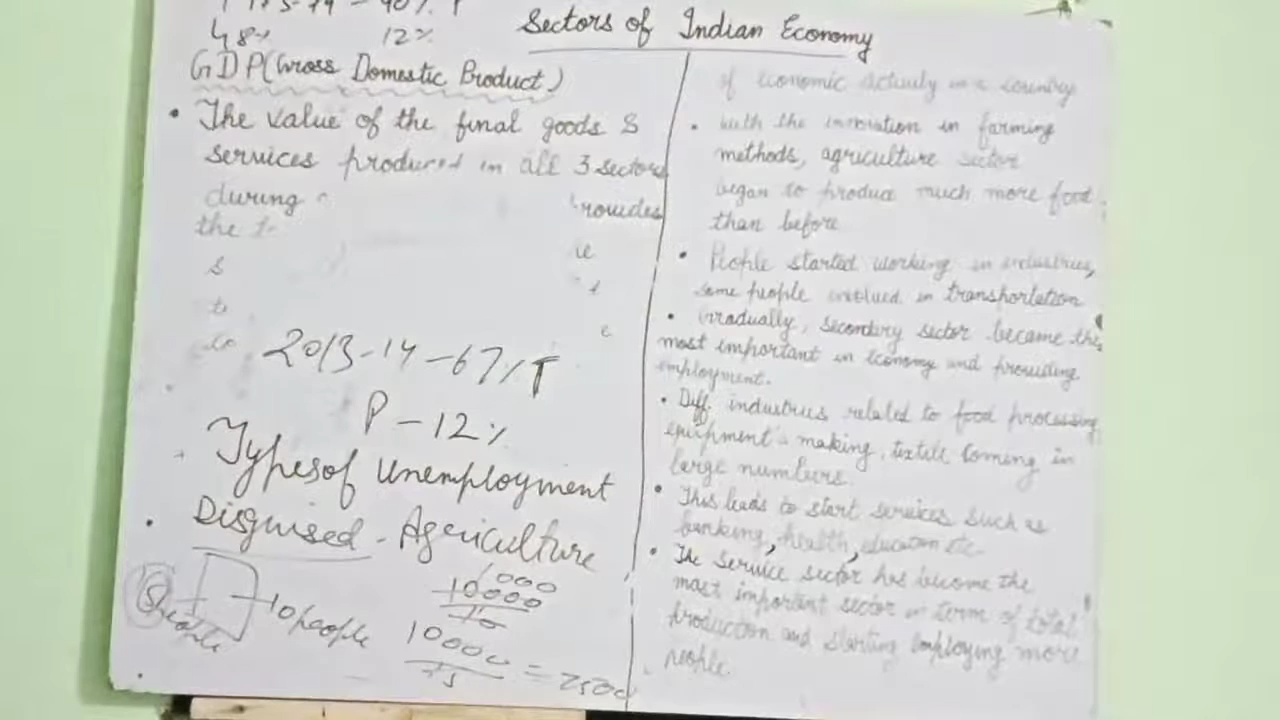 Sectors of Indian Economy
48% 12%
GDP (Gross Domestic Product)
• The value of the final goods &
services produced in all 3 sectors
during
the
2013-14-67% T
P-12%
Types of Unemployment
Disguised - Agriculture
10 people
people
1000
10000
10
10000 = 2500
of economic activity in a country
• with the innovation in farming
methods, agriculture sector
began to produce much more food
than before
• People started working in industries,
some people involved in transportation
• Gradually, secondary sector became the
most important in economy and providing
employment.
• Diff. industries related to food processing,
equipment's making, textile coming in
large numbers.
• This leads to start services such as
banking, health, education etc.
• The service sector has become the
most important sector in term of total
production and starting employing more
people.